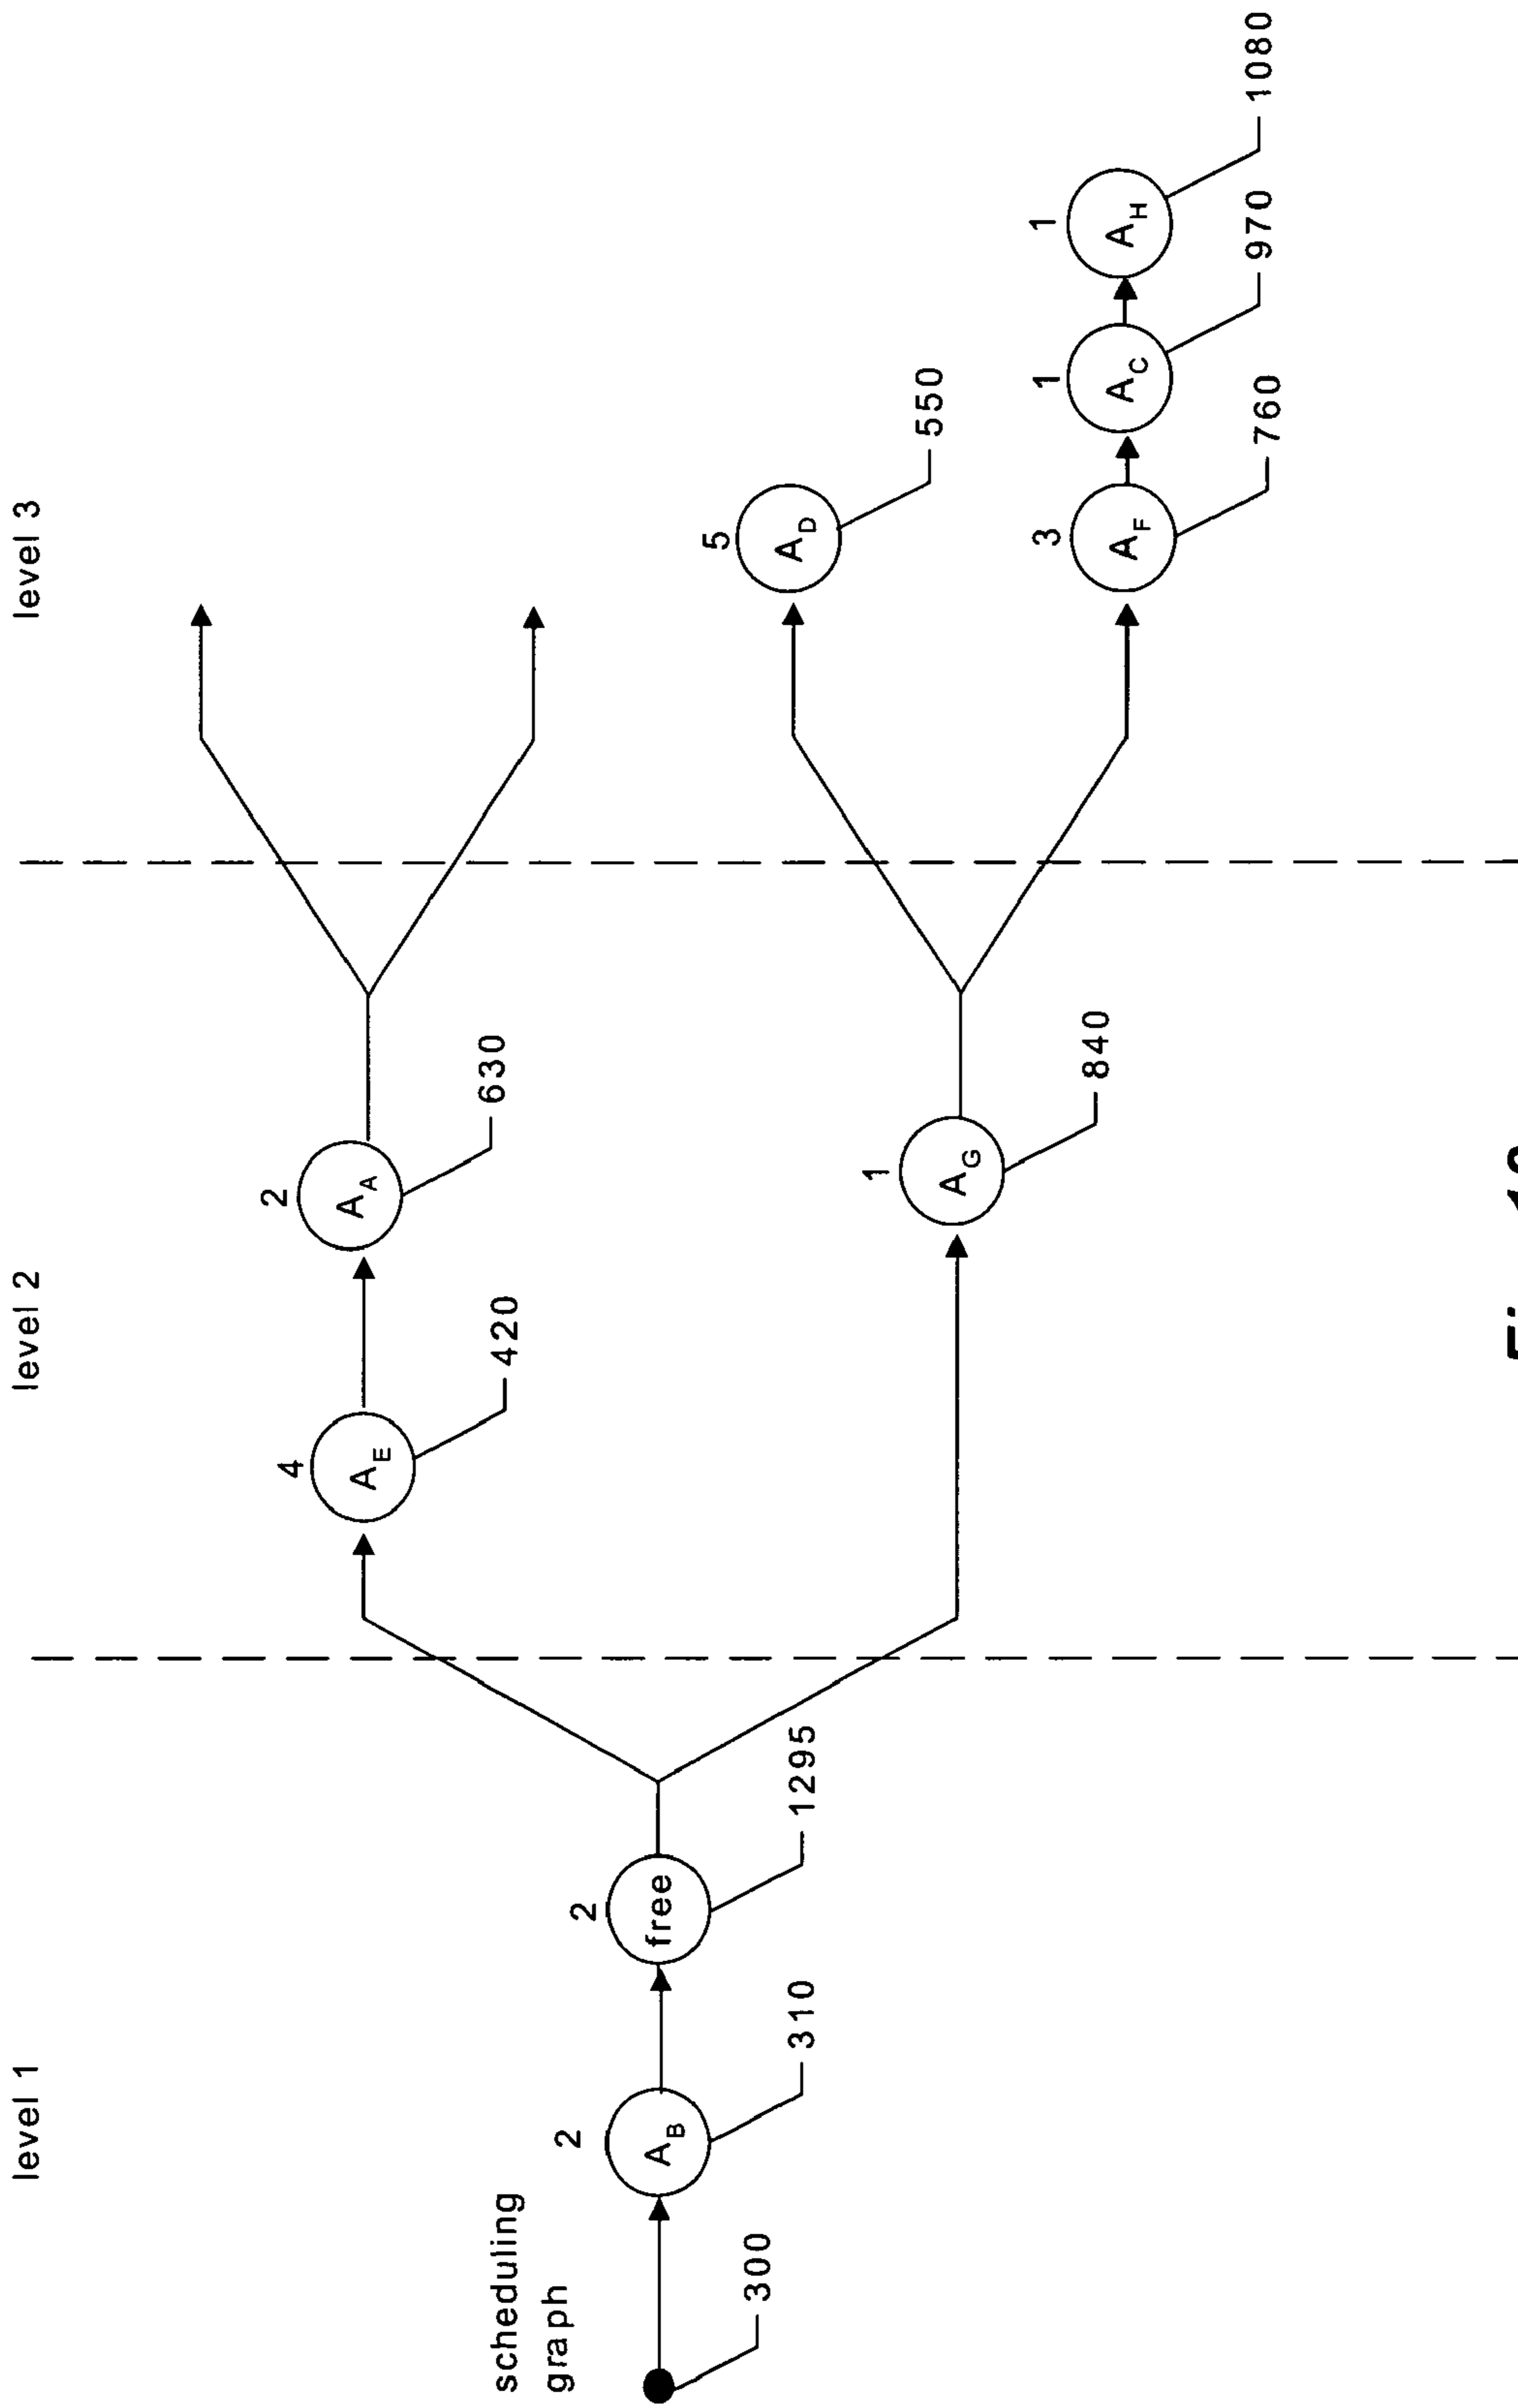 level 1
level 2
level 3
4
A_E
420
2
A_A
630
scheduling
graph
300
2
A_B
310
2
free
1295
5
A_D
550
1
A_G
840
3
A_F
760
1
A_C
970
1
A_H
1080